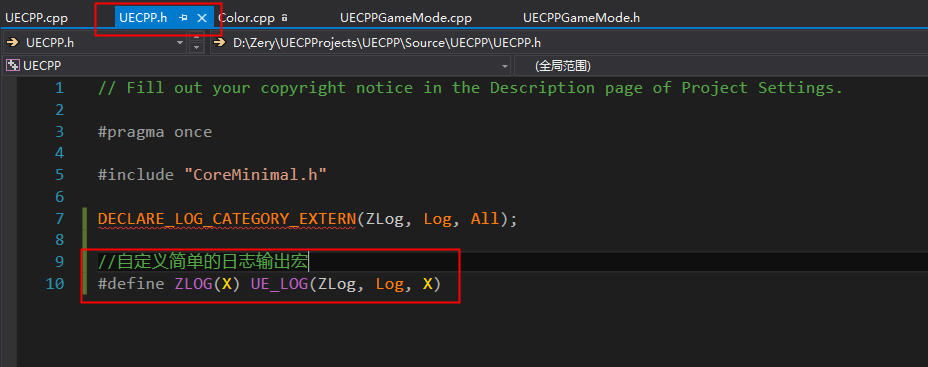 UECPP.cpp UECPP.h Color.cpp UECPPGameMode.cpp UECPPGameMode.h
UECPP.h D:\Zery\UECPProjects\UECPP\Source\UECPP\UECPP.h
UECPP (全局范围)
1 // Fill out your copyright notice in the Description page of Project Settings.
2
3 #pragma once
4
5 #include "CoreMinimal.h"
6
7 DECLARE_LOG_CATEGORY_EXTERN(ZLog, Log, All);
8
9 //自定义简单的日志输出宏
10 #define ZLOG(X) UE_LOG(ZLog, Log, X)